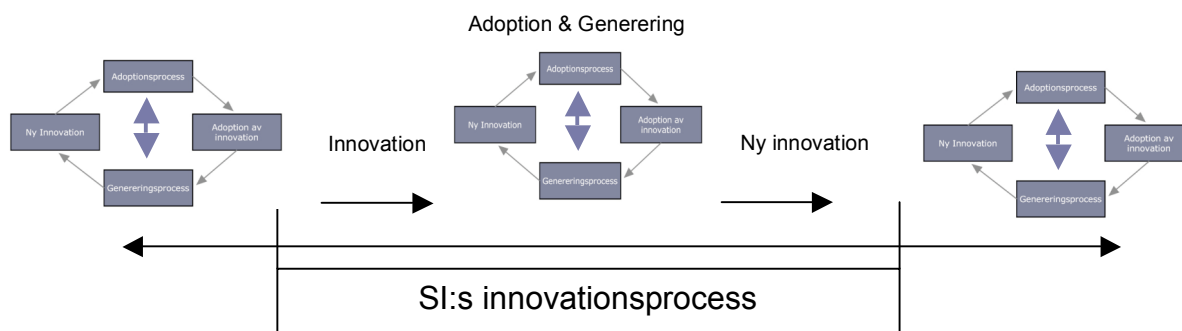 Adoption & Generering
Adoptionsprocess
Ny Innovation
Adoption av
innovation
Genereringsprocess
Innovation
Adoptionsprocess
Ny Innovation
Adoption av
innovation
Genereringsprocess
Ny innovation
Adoptionsprocess
Ny Innovation
Adoption av
innovation
Genereringsprocess
SI:s innovationsprocess